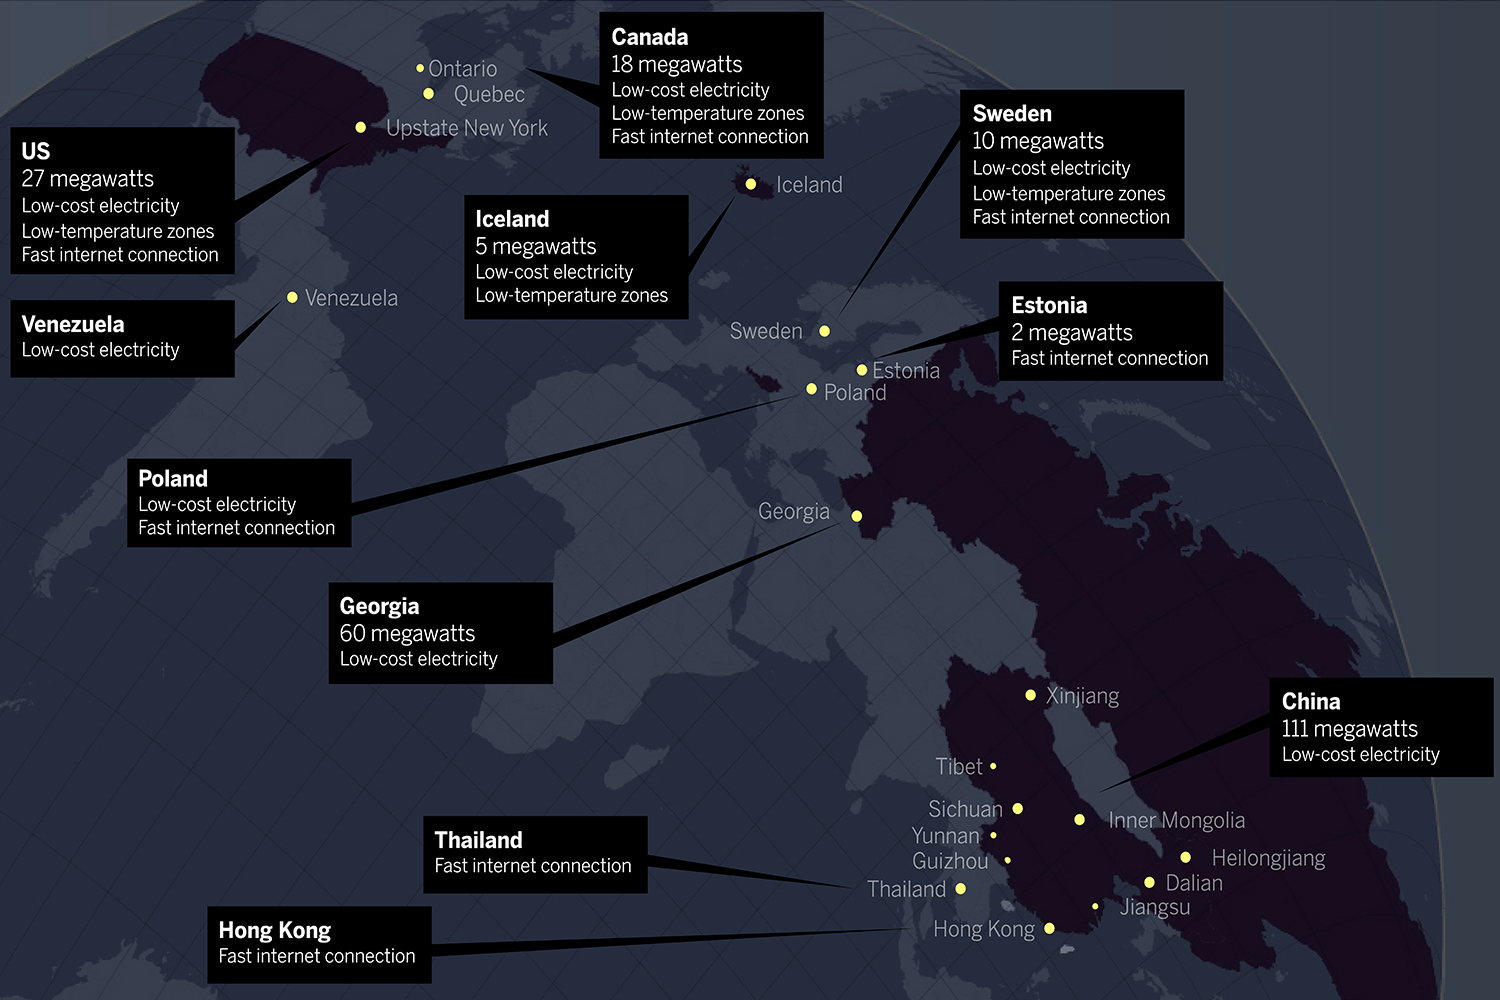 Canada
18 megawatts
Low-cost electricity
Low-temperature zones
Fast internet connection
Ontario
Quebec
Upstate New York
US
27 megawatts
Low-cost electricity
Low-temperature zones
Fast internet connection
Sweden
10 megawatts
Low-cost electricity
Low-temperature zones
Fast internet connection
Iceland
Iceland
5 megawatts
Low-cost electricity
Low-temperature zones
Venezuela
Venezuela
Low-cost electricity
Estonia
2 megawatts
Fast internet connection
Sweden
Estonia
Poland
Poland
Low-cost electricity
Fast internet connection
Georgia
Georgia
60 megawatts
Low-cost electricity
China
111 megawatts
Low-cost electricity
Xinjiang
Tibet
Sichuan
Inner Mongolia
Yunnan
Guizhou
Heilongjiang
Dalian
Jiangsu
Thailand
Fast internet connection
Thailand
Hong Kong
Hong Kong
Fast internet connection